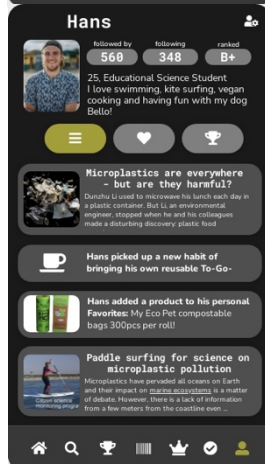 Hans
followed by
following
ranked
560
348
B+
25, Educational Science Student
I love swimming, kite surfing, vegan
cooking and having fun with my dog
Bello!
Microplastics are everywhere
- but are they harmful?
Dunzhu Li used to microwave his lunch each day in
a plastic container. But Li, an environmental
engineer, stopped when he and his colleagues
made a disturbing discovery: plastic food
Hans picked up a new habit of
bringing his own reusable To-Go-
Hans added a product to his personal
Favorites: My Eco Pet compostable
bags 300pcs per roll!
Paddle surfing for science on
microplastic pollution
Microplastics have pervaded all oceans on Earth
and their impact on marine ecosystems is a matter
of debate. However, there is a lack of information
from a few meters from the coastline even ...
Citizen science
monitoring progra